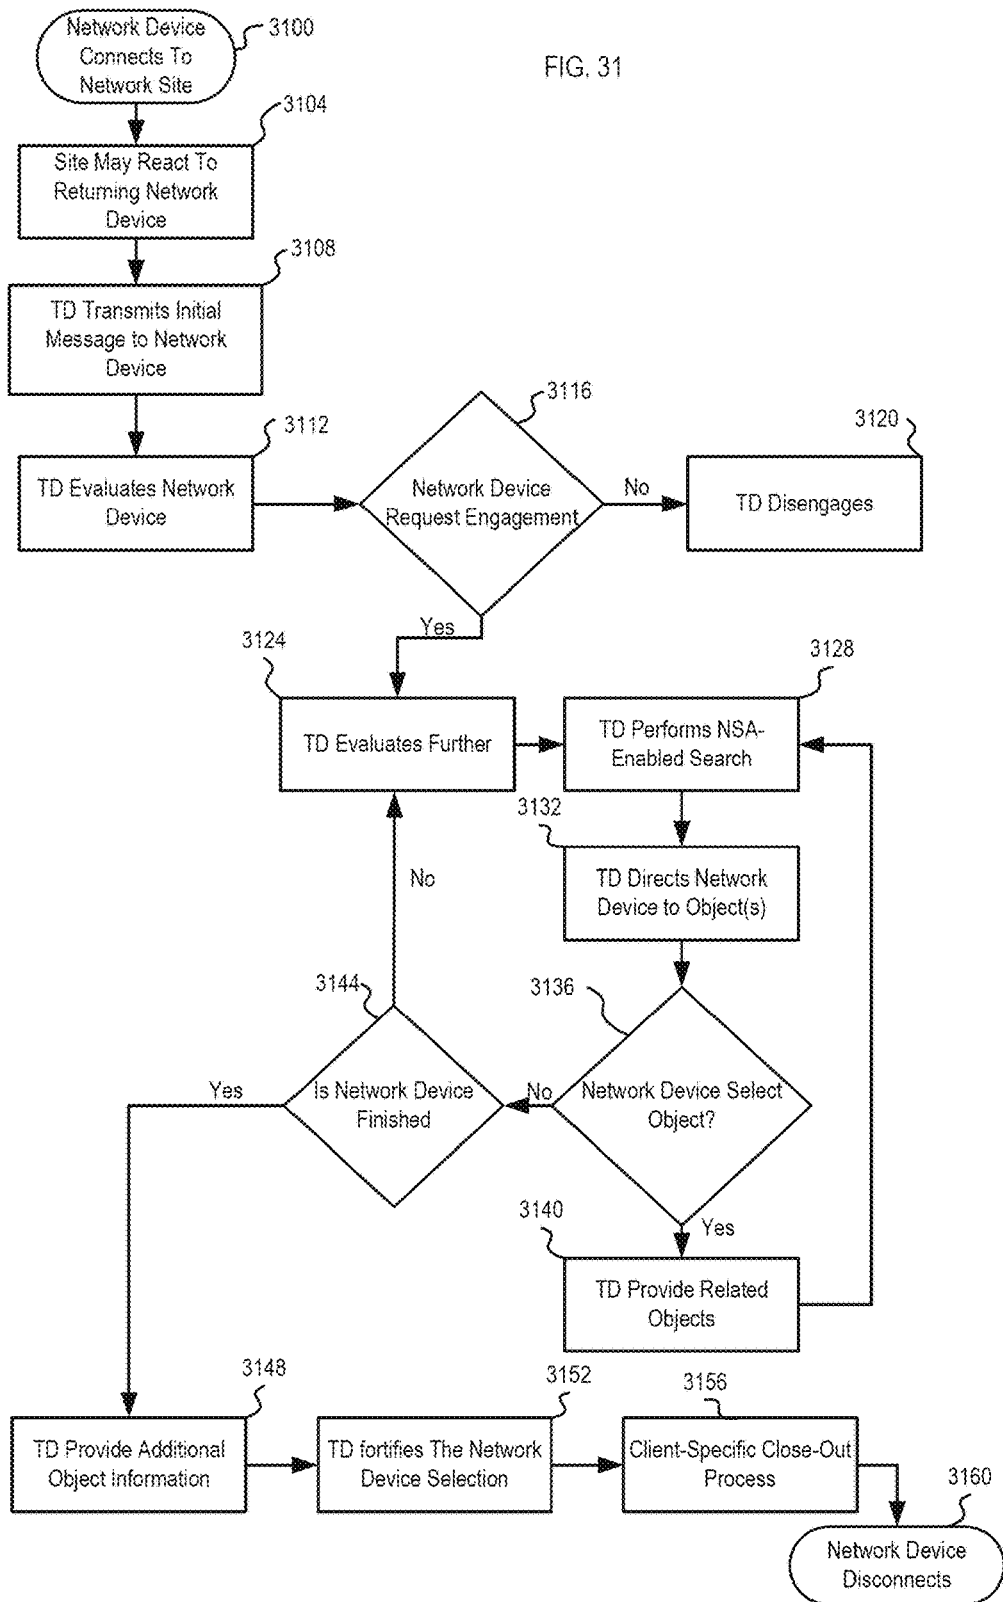 Network Device
Connects To
Network Site
3100
FIG. 31
3104
Site May React To
Returning Network
Device
3108
TD Transmits Initial
Message to Network
Device
3112
TD Evaluates Network
Device
3116
Network Device
Request Engagement
No
3120
TD Disengages
Yes
3124
TD Evaluates Further
3128
TD Performs NSA-
Enabled Search
3132
TD Directs Network
Device to Object(s)
No
3136
Network Device Select
Object?
No
3144
Is Network Device
Finished
Yes
Yes
3140
TD Provide Related
Objects
3148
TD Provide Additional
Object Information
3152
TD fortifies The Network
Device Selection
3156
Client-Specific Close-Out
Process
3160
Network Device
Disconnects